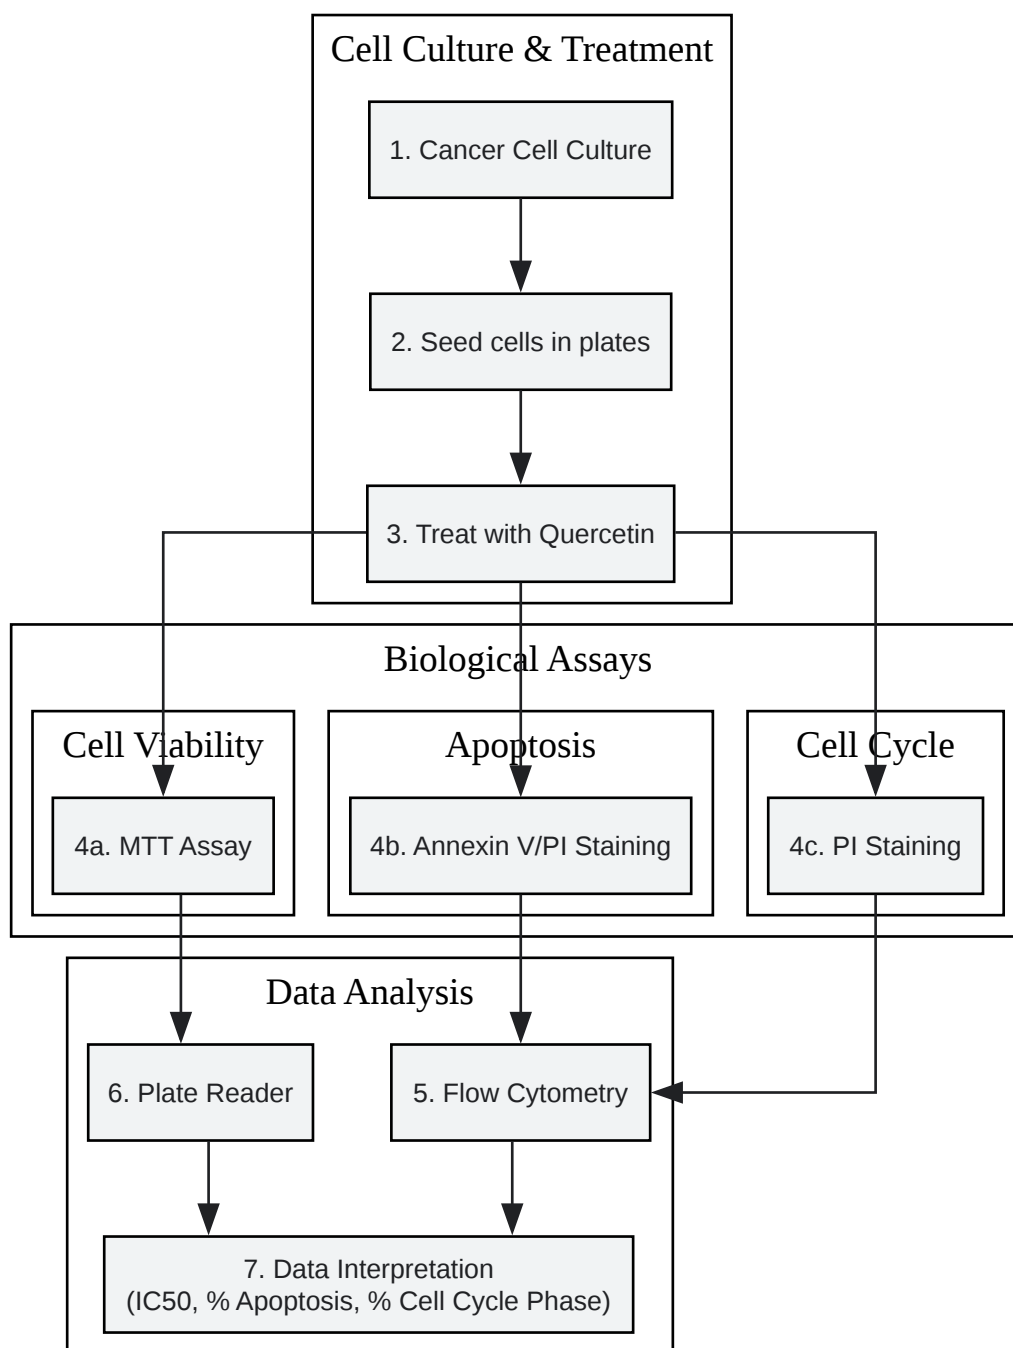 Cell Culture & Treatment
1. Cancer Cell Culture
2. Seed cells in plates
3. Treat with Quercetin
Biological Assays
Cell Viability
Apoptosis
Cell Cycle
4a. MTT Assay
4b. Annexin V/PI Staining
4c. PI Staining
Data Analysis
6. Plate Reader
5. Flow Cytometry
7. Data Interpretation
(IC50, % Apoptosis, % Cell Cycle Phase)